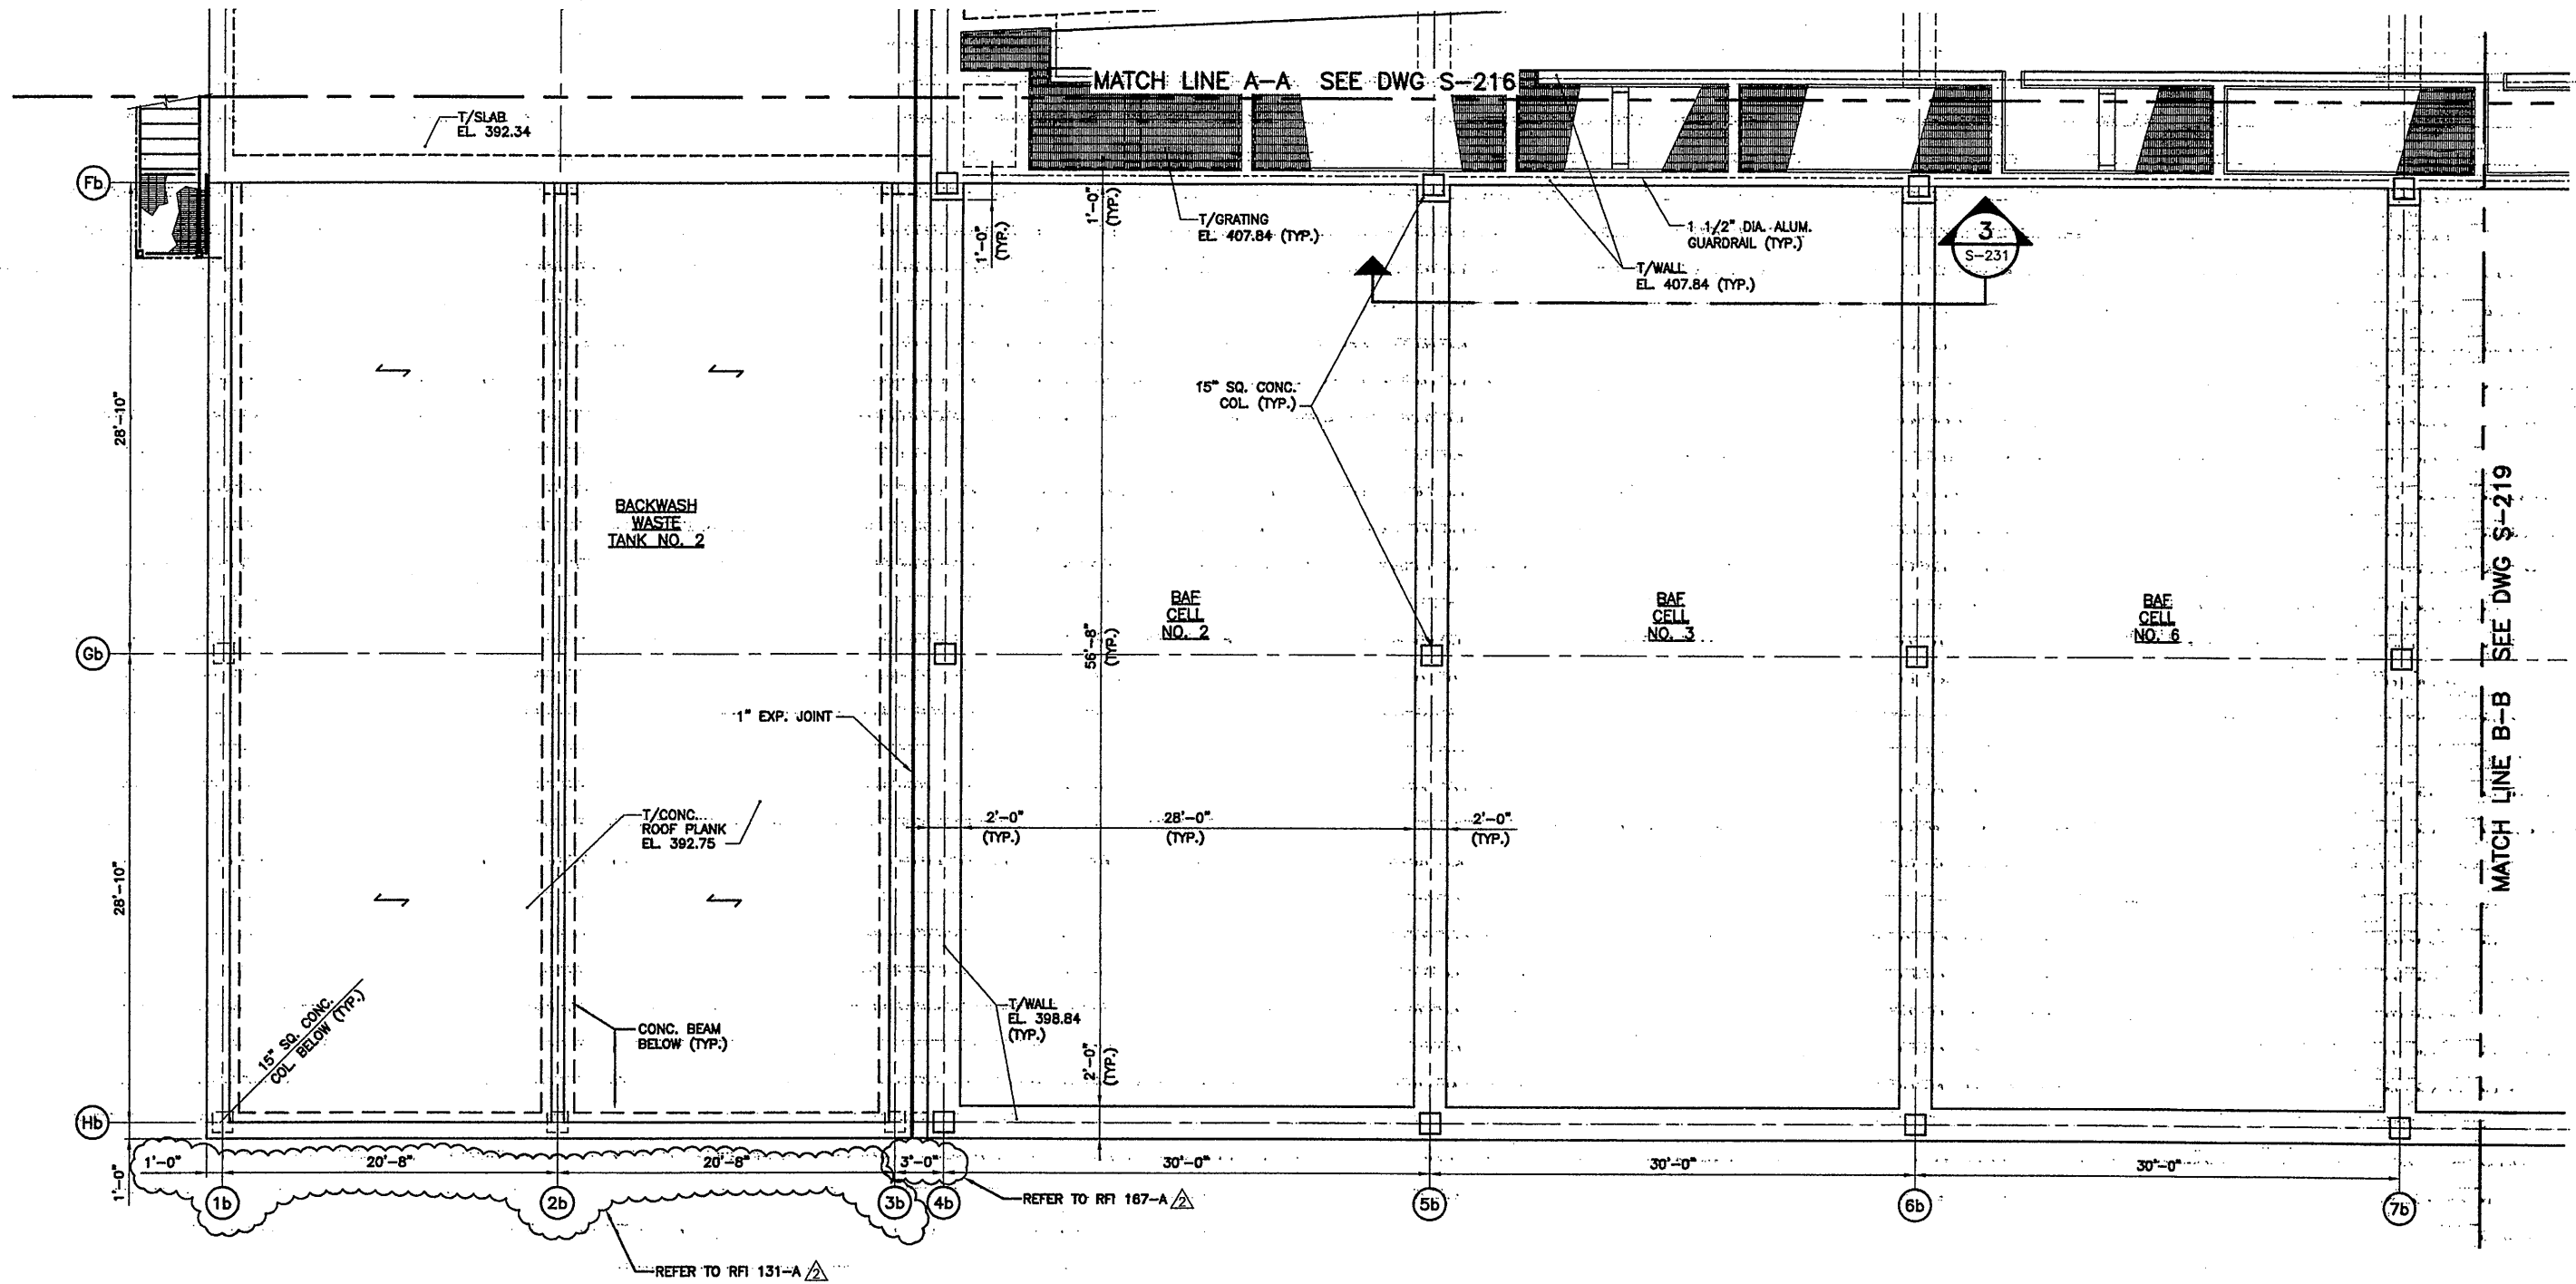 MATCH LINE A-A SEE DWG S-216
T/SLAB
EL. 392.34
Fb
1'-0"
(TYP.)
1'-0"
(TYP.)
T/GRATING
EL. 407.84 (TYP.)
1 1/2" DIA. ALUM.
GUARDRAIL (TYP.)
T/WALL
EL. 407.84 (TYP.)
3
S-231
28'-10"
15" SQ. CONC.
COL. (TYP.)
BACKWASH
WASTE
TANK NO. 2
BAF
CELL
NO. 2
BAF
CELL
NO. 3
BAF
CELL
NO. 6
56'-8"
(TYP.)
Gb
MATCH LINE B-B SEE DWG S-219
1" EXP. JOINT
T/CONC.
ROOF PLANK
EL. 392.75
2'-0"
(TYP.)
28'-0"
(TYP.)
2'-0"
(TYP.)
28'-10"
15" SQ. CONC.
COL. BELOW (TYP.)
CONC. BEAM
BELOW (TYP.)
T/WALL
EL. 398.84
(TYP.)
2'-0"
(TYP.)
Hb
1'-0"
1'-0"
20'-8"
20'-8"
3'-0"
30'-0"
30'-0"
30'-0"
1b
2b
3b
4b
5b
6b
7b
REFER TO RFI 167-A 2
REFER TO RFI 131-A 2